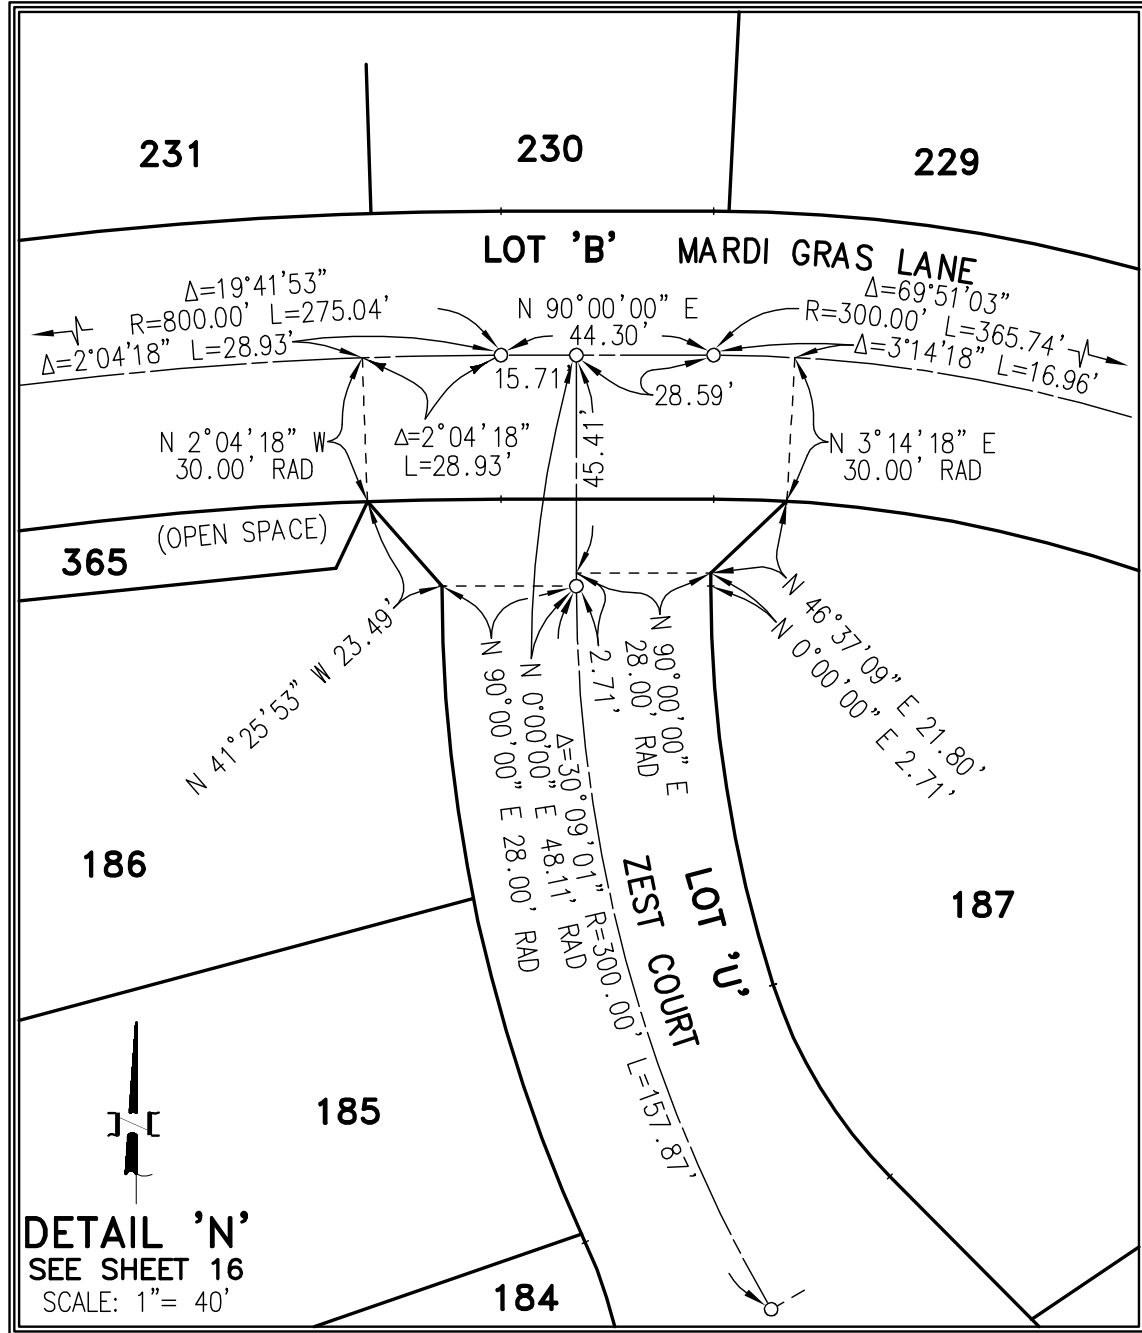 231
230
229
LOT 'B' MARDI GRAS LANE
Δ=19°41'53"
R=800.00' L=275.04'
Δ=2°04'18" L=28.93'
N 90°00'00" E
44.30'
Δ=69°51'03"
R=300.00' L=365.74'
Δ=3°14'18" L=16.96'
15.71'
28.59'
45.41'
N 2°04'18" W
30.00' RAD
Δ=2°04'18"
L=28.93'
N 3°14'18" E
30.00' RAD
(OPEN SPACE)
365
N 41°25'53" W 23.49'
N 90°00'00" E 28.00' RAD
N 0°00'00" E 48.11' RAD
2.71'
N 90°00'00" E
28.00' RAD
N 46°37'09" E 21.80'
N 0°00'00" E 2.71'
Δ=30°09'01" R=300.00' L=157.87'
LOT 'U'
ZEST COURT
186
187
185
184
DETAIL 'N'
SEE SHEET 16
SCALE: 1"= 40'